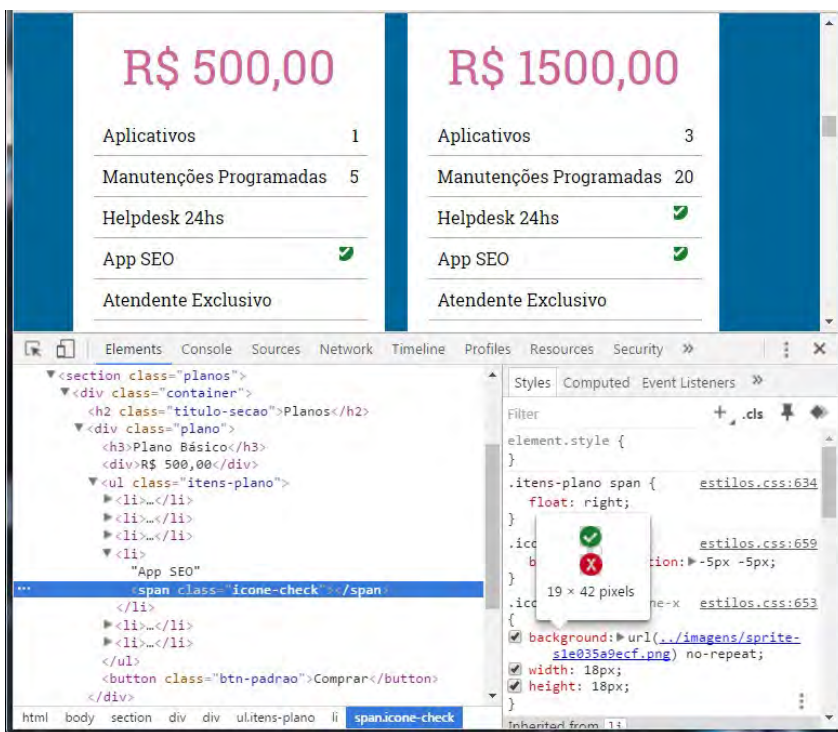 R$ 500,00
Aplicativos 1
Manutenções Programadas 5
Helpdesk 24hs
App SEO
Atendente Exclusivo
R$ 1500,00
Aplicativos 3
Manutenções Programadas 20
Helpdesk 24hs
App SEO
Atendente Exclusivo
Elements Console Sources Network Timeline Profiles Resources Security »
▼<section class="planos">
▼<div class="container">
<h2 class="titulo-secao">Planos</h2>
▼<div class="plano">
<h3>Plano Básico</h3>
<div>R$ 500,00</div>
▼<ul class="itens-plano">
▶<li>…</li>
▶<li>…</li>
▶<li>…</li>
▼<li>
"App SEO"
<span class="icone-check"></span>
</li>
▶<li>…</li>
▶<li>…</li>
</ul>
<button class="btn-padrao">Comprar</button>
</div>
html body section div div ul.itens-plano li span.icone-check
Styles Computed Event Listeners »
Filter + .cls
element.style {
}
.itens-plano span { estilos.css:634
float: right;
}
.ico estilos.css:659
b tion:▶-5px -5px;
}
.ico ne-x estilos.css:653
{
background:▶url(../imagens/sprite-
s1e035a9ecf.png) no-repeat;
width: 18px;
height: 18px;
}
Inherited from li
19 × 42 pixels